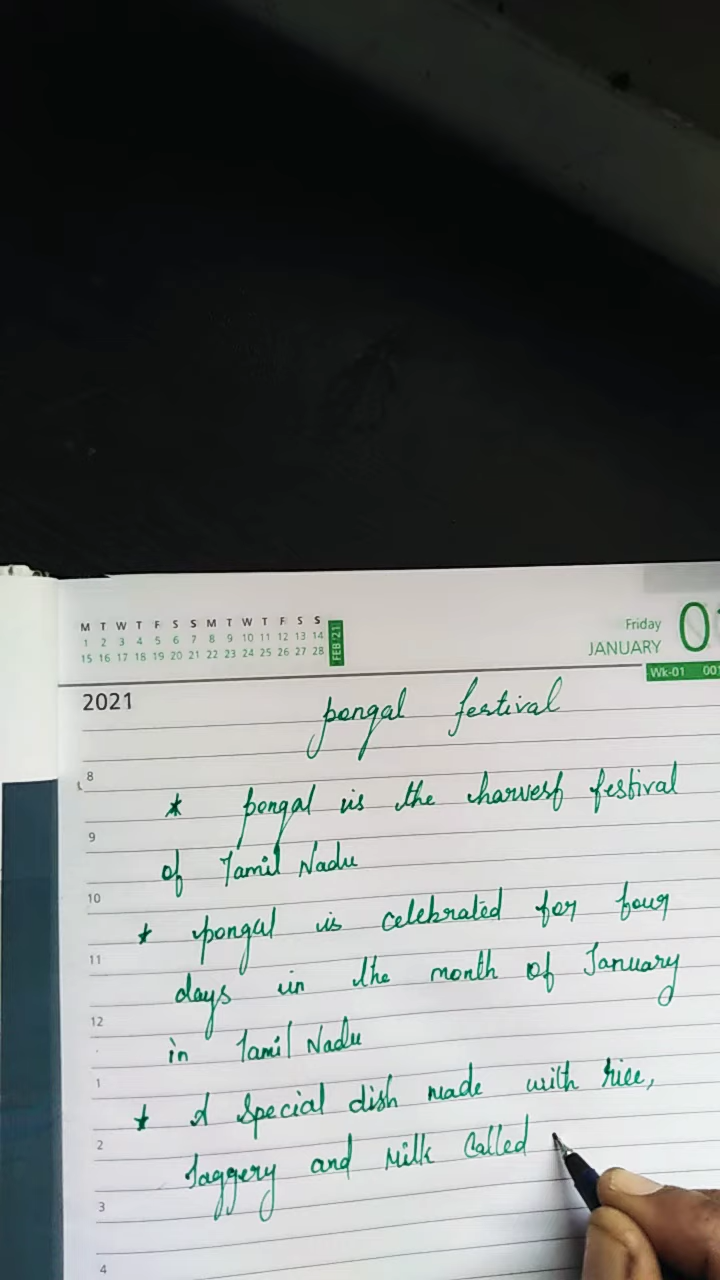 M T W T F S S M T W T F S S
1 2 3 4 5 6 7 8 9 10 11 12 13 14
15 16 17 18 19 20 21 22 23 24 25 26 27 28
FEB '21
Friday
JANUARY
Wk-01 001
2021
pongal festival
8
* pongal is the harvest festival
9
of Tamil Nadu
10
* pongal is celebrated for four
11
days in the month of January
12
in Tamil Nadu
1
* A Special dish made with rice,
2
Jaggery and Milk Called
3
4